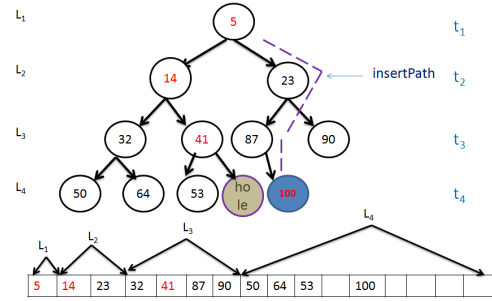 L1 5 t1
L2 14 23 insertPath t2
L3 32 41 87 90 t3
L4 50 64 53 ho le 100 t4
L4
L3
L2
L1
5 14 23 32 41 87 90 50 64 53 100